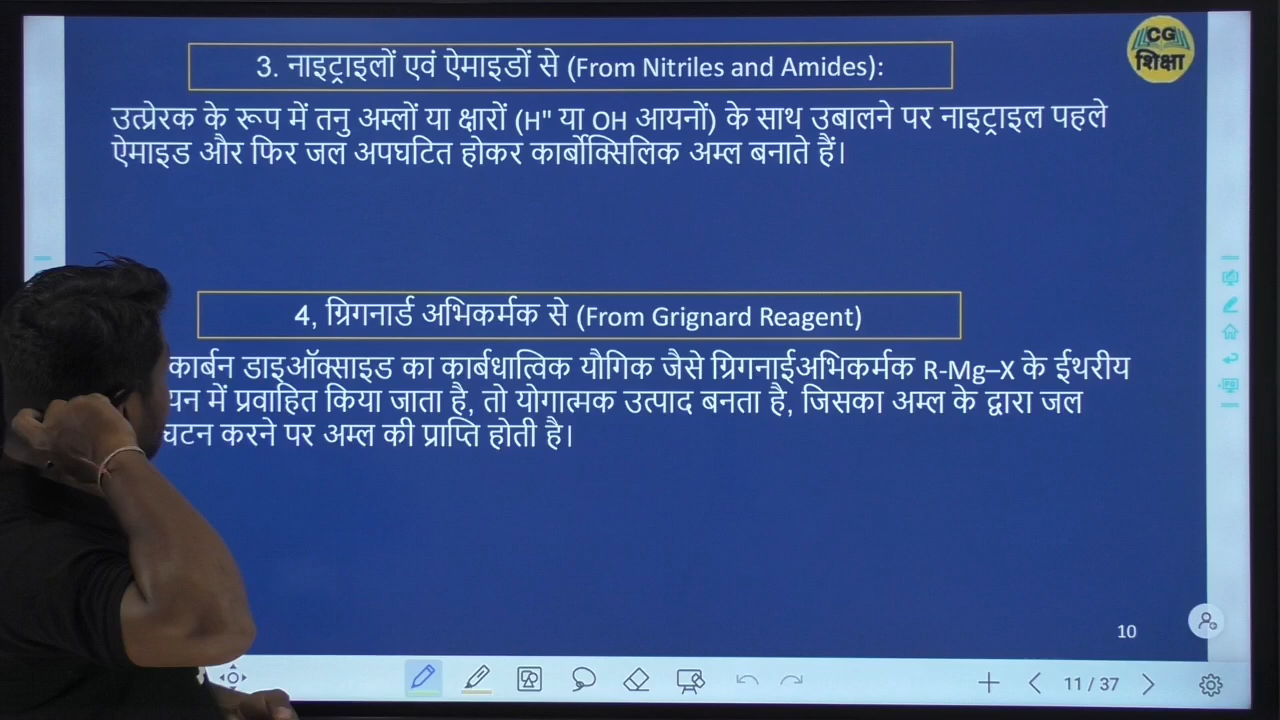 CG
शिक्षा
3. नाइट्राइलों एवं ऐमाइडों से (From Nitriles and Amides):
उत्प्रेरक के रूप में तनु अम्लों या क्षारों (H" या OH आयनों) के साथ उबालने पर नाइट्राइल पहले
ऐमाइड और फिर जल अपघटित होकर कार्बोक्सिलिक अम्ल बनाते हैं।
4, ग्रिगनार्ड अभिकर्मक से (From Grignard Reagent)
कार्बन डाइऑक्साइड का कार्बधात्विक यौगिक जैसे ग्रिगनाईअभिकर्मक R-Mg–X के ईथरीय
यन में प्रवाहित किया जाता है, तो योगात्मक उत्पाद बनता है, जिसका अम्ल के द्वारा जल
घटन करने पर अम्ल की प्राप्ति होती है।
10
11 / 37